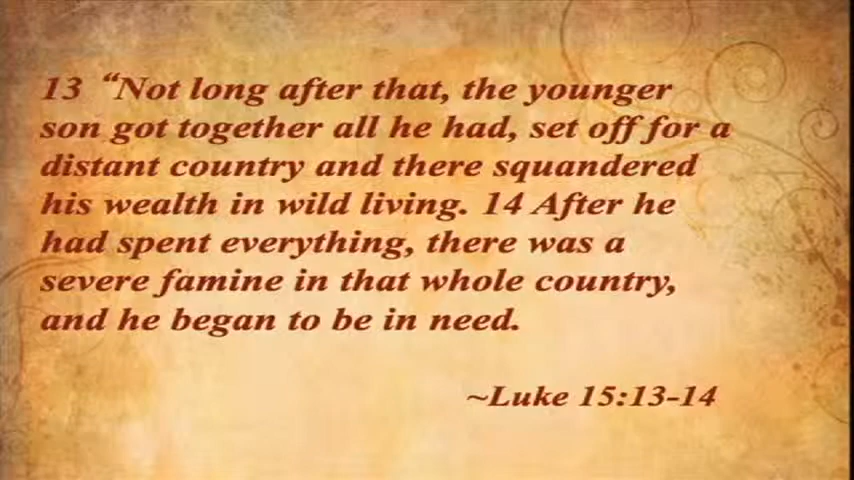 13 “Not long after that, the younger
son got together all he had, set off for a
distant country and there squandered
his wealth in wild living. 14 After he
had spent everything, there was a
severe famine in that whole country,
and he began to be in need.
~Luke 15:13-14